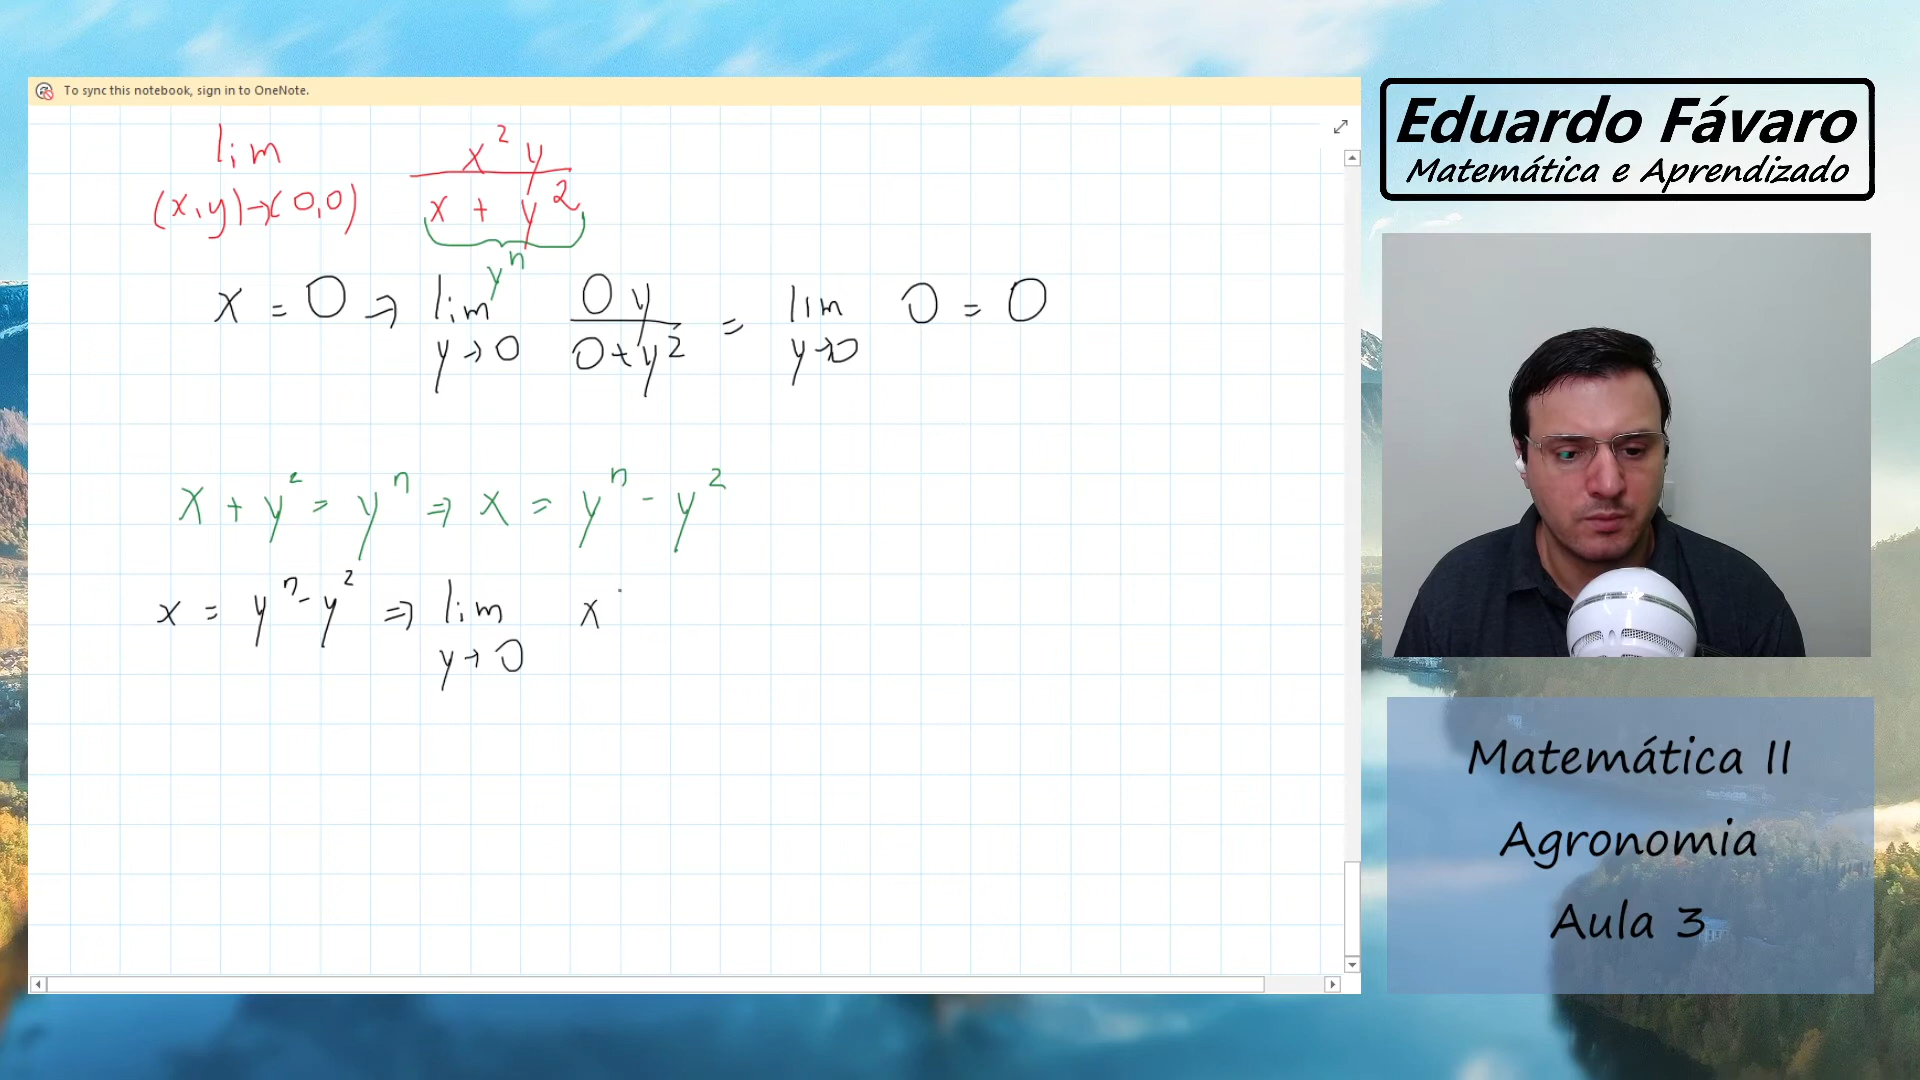 To sync this notebook, sign in to OneNote.
lim x² y
(x,y)→(0,0) x + y²
yⁿ
x = 0 ⇒ lim 0 y = lim 0 = 0
y→0 0+y² y→0
x + y² = yⁿ ⇒ x = yⁿ - y²
x = yⁿ - y² ⇒ lim x
y→0
Eduardo Fávaro
Matemática e Aprendizado
Matemática II
Agronomia
Aula 3